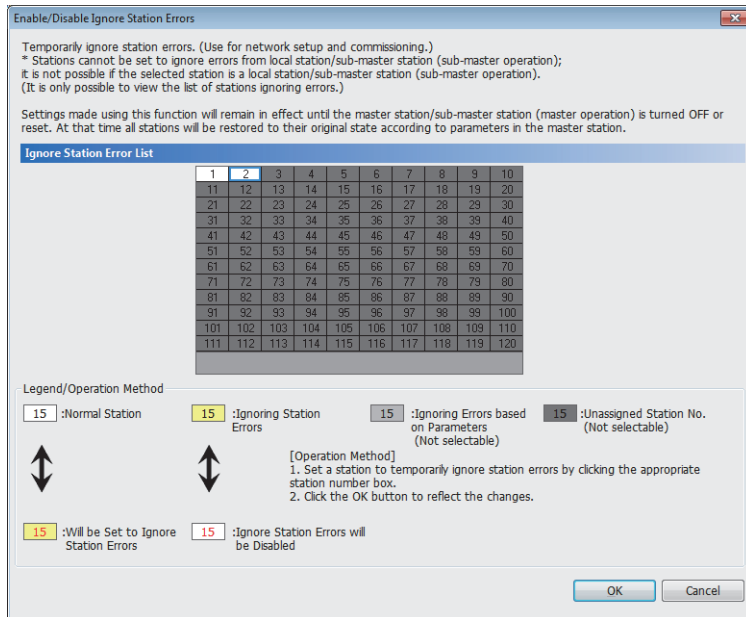 Enable/Disable Ignore Station Errors
Temporarily ignore station errors. (Use for network setup and commissioning.)
* Stations cannot be set to ignore errors from local station/sub-master station (sub-master operation);
it is not possible if the selected station is a local station/sub-master station (sub-master operation).
(It is only possible to view the list of stations ignoring errors.)
Settings made using this function will remain in effect until the master station/sub-master station (master operation) is turned OFF or
reset. At that time all stations will be restored to their original state according to parameters in the master station.
Ignore Station Error List
1 2 3 4 5 6 7 8 9 10
11 12 13 14 15 16 17 18 19 20
21 22 23 24 25 26 27 28 29 30
31 32 33 34 35 36 37 38 39 40
41 42 43 44 45 46 47 48 49 50
51 52 53 54 55 56 57 58 59 60
61 62 63 64 65 66 67 68 69 70
71 72 73 74 75 76 77 78 79 80
81 82 83 84 85 86 87 88 89 90
91 92 93 94 95 96 97 98 99 100
101 102 103 104 105 106 107 108 109 110
111 112 113 114 115 116 117 118 119 120
Legend/Operation Method
15 :Normal Station
15 :Ignoring Station
Errors
15 :Ignoring Errors based
on Parameters
(Not selectable)
15 :Unassigned Station No.
(Not selectable)
[Operation Method]
1. Set a station to temporarily ignore station errors by clicking the appropriate
station number box.
2. Click the OK button to reflect the changes.
15 :Will be Set to Ignore
Station Errors
15 :Ignore Station Errors will
be Disabled
OK
Cancel